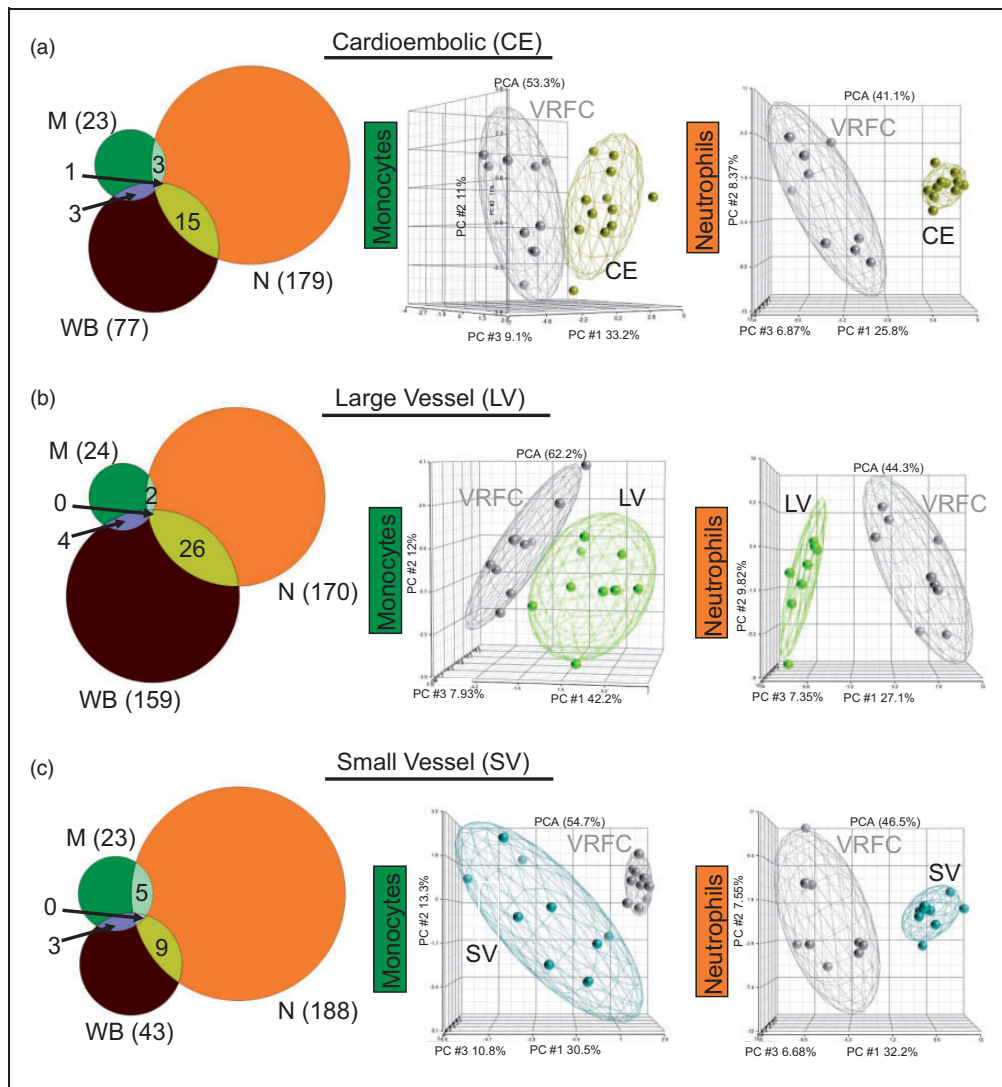 (a)
Cardioembolic (CE)
M (23)
3
1
3
15
N (179)
WB (77)
Monocytes
PCA (53.3%)
VRFC
CE
PC #2 11%
PC #3 9.1%
PC #1 33.2%
Neutrophils
PCA (41.1%)
VRFC
CE
PC #2 8.37%
PC #3 6.87%
PC #1 25.8%
(b)
Large Vessel (LV)
M (24)
2
0
4
26
N (170)
WB (159)
Monocytes
PCA (62.2%)
VRFC
LV
PC #2 12%
PC #3 7.93%
PC #1 42.2%
Neutrophils
PCA (44.3%)
LV
VRFC
PC #2 9.82%
PC #3 7.35%
PC #1 27.1%
(c)
Small Vessel (SV)
M (23)
5
0
3
9
N (188)
WB (43)
Monocytes
PCA (54.7%)
VRFC
SV
PC #2 13.3%
PC #3 10.8%
PC #1 30.5%
Neutrophils
PCA (46.5%)
VRFC
SV
PC #2 7.55%
PC #3 6.68%
PC #1 32.2%